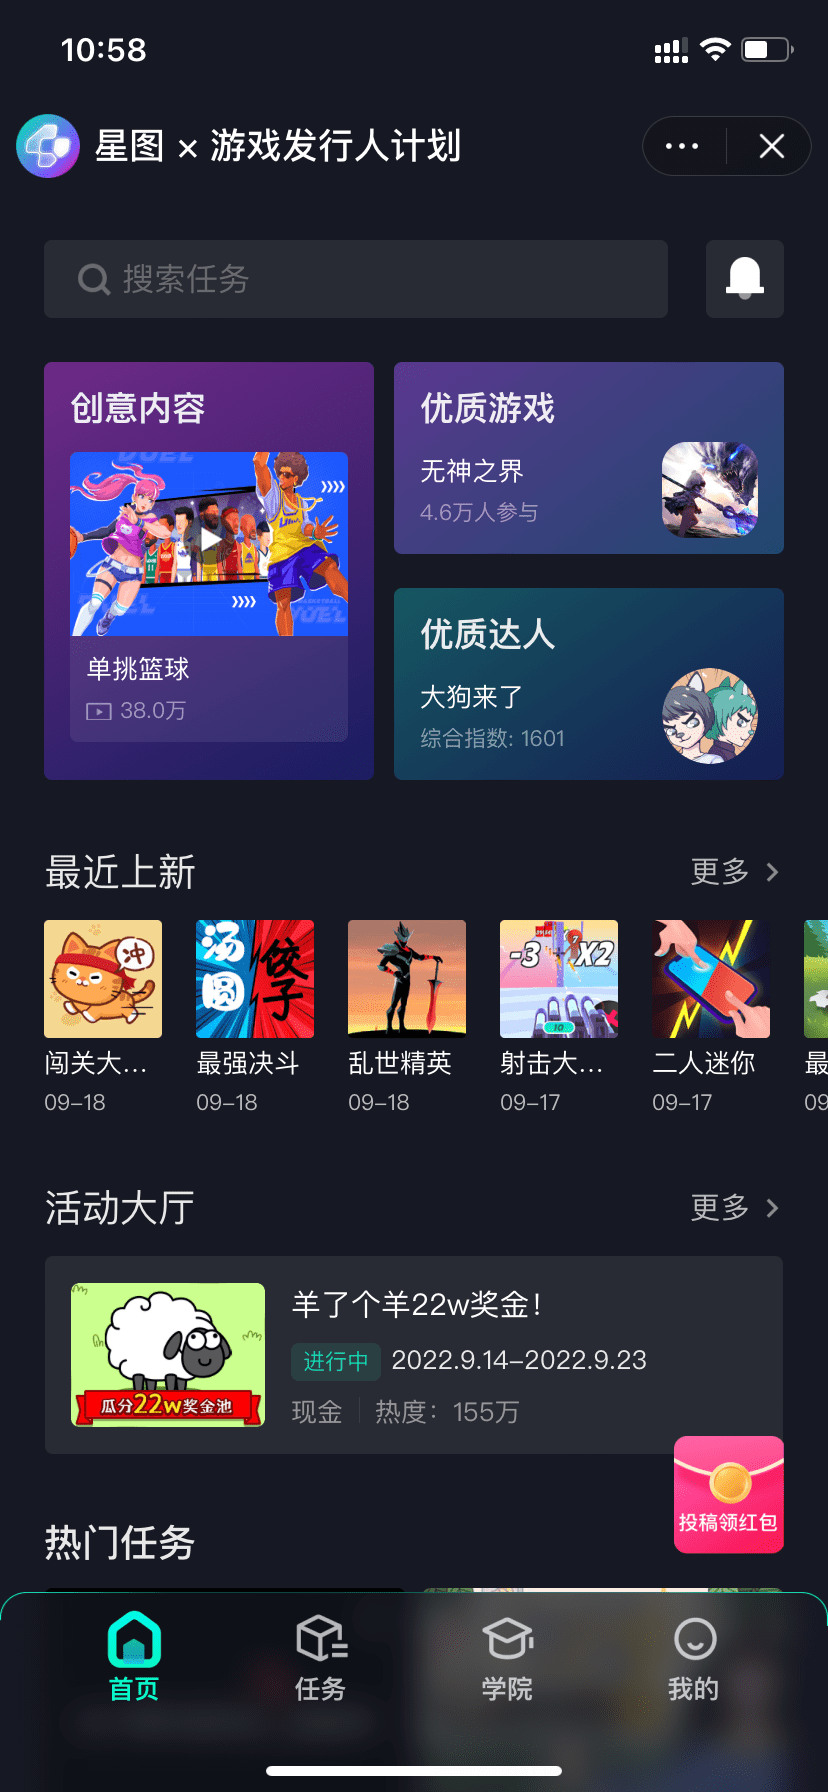 10:58
星图 × 游戏发行人计划
搜索任务
创意内容
DUEL
DUEL
单挑篮球
38.0万
优质游戏
无神之界
4.6万人参与
优质达人
大狗来了
综合指数: 1601
最近上新
更多
冲
汤圆
饺子
-3
X2
10
闯关大...
最强决斗
乱世精英
射击大...
二人迷你
最
09-18
09-18
09-18
09-17
09-17
09
活动大厅
更多
瓜分22w奖金池
羊了个羊22w奖金!
进行中
2022.9.14-2022.9.23
现金
热度：155万
投稿领红包
热门任务
首页
任务
学院
我的